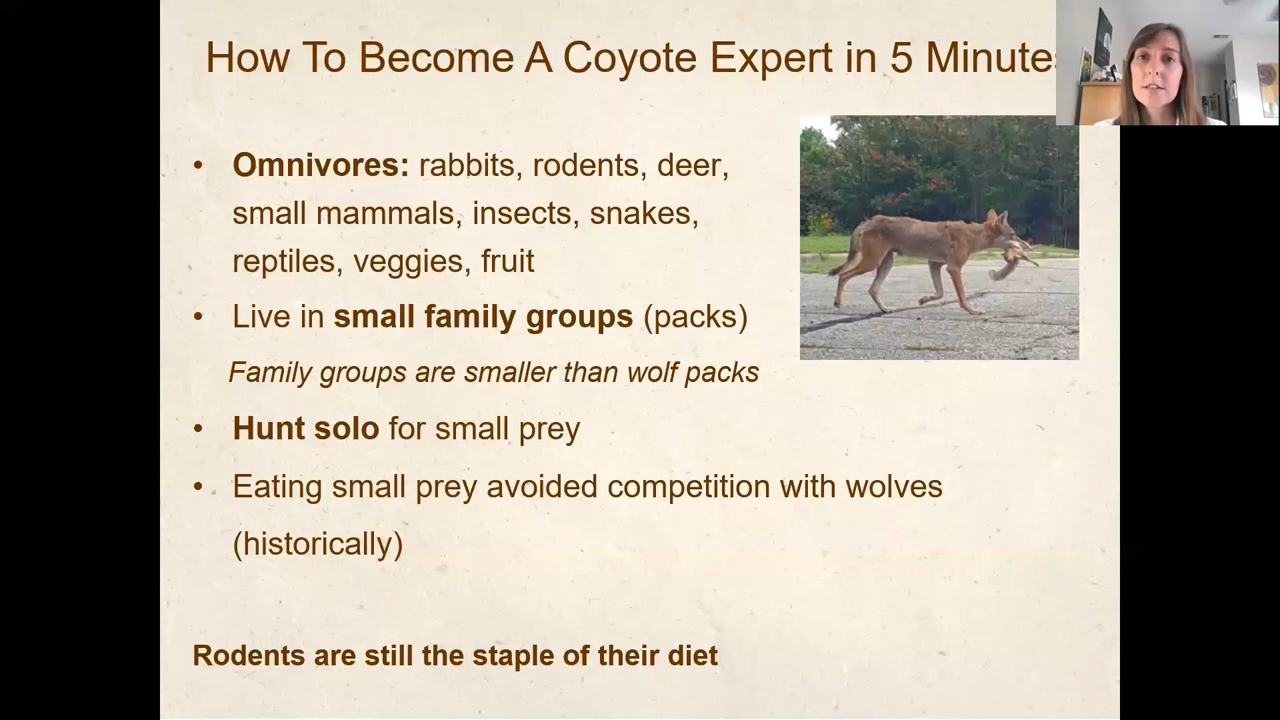 How To Become A Coyote Expert in 5 Minutes
• Omnivores: rabbits, rodents, deer,
small mammals, insects, snakes,
reptiles, veggies, fruit
• Live in small family groups (packs)
Family groups are smaller than wolf packs
• Hunt solo for small prey
• Eating small prey avoided competition with wolves
(historically)
Rodents are still the staple of their diet